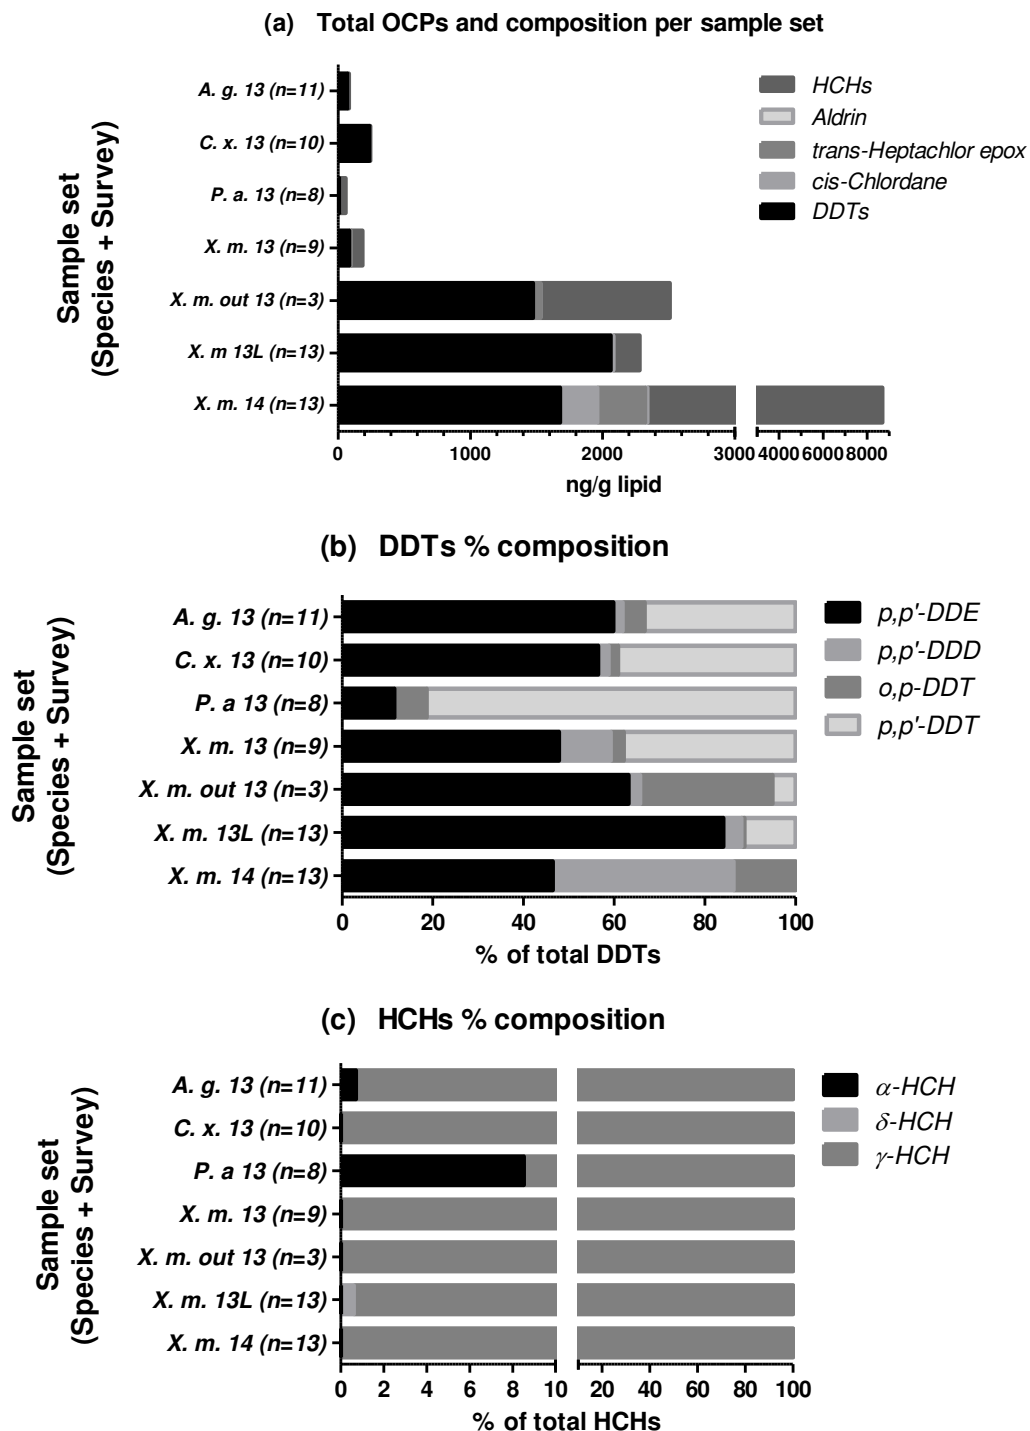 (a) Total OCPs and composition per sample set
Sample set
(Species + Survey)
A. g. 13 (n=11)
C. x. 13 (n=10)
P. a. 13 (n=8)
X. m. 13 (n=9)
X. m. out 13 (n=3)
X. m 13L (n=13)
X. m. 14 (n=13)
HCHs
Aldrin
trans-Heptachlor epox
cis-Chlordane
DDTs
0 1000 2000 3000 4000 6000 8000
ng/g lipid
(b) DDTs % composition
Sample set
(Species + Survey)
A. g. 13 (n=11)
C. x. 13 (n=10)
P. a 13 (n=8)
X. m. 13 (n=9)
X. m. out 13 (n=3)
X. m. 13L (n=13)
X. m. 14 (n=13)
p,p'-DDE
p,p'-DDD
o,p-DDT
p,p'-DDT
0 20 40 60 80 100
% of total DDTs
(c) HCHs % composition
Sample set
(Species + Survey)
A. g. 13 (n=11)
C. x. 13 (n=10)
P. a 13 (n=8)
X. m. 13 (n=9)
X. m. out 13 (n=3)
X. m. 13L (n=13)
X. m. 14 (n=13)
α-HCH
δ-HCH
γ-HCH
0 2 4 6 8 10 20 40 60 80 100
% of total HCHs